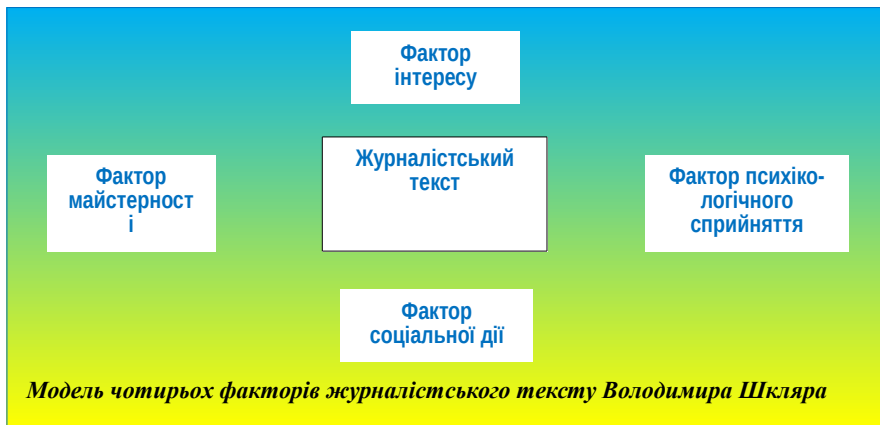 Фактор
інтересу
Журналістський
текст
Фактор
майстерност
і
Фактор психіко-
логічного
сприйняття
Фактор
соціальної дії
Модель чотирьох факторів журналістського тексту Володимира Шкляра